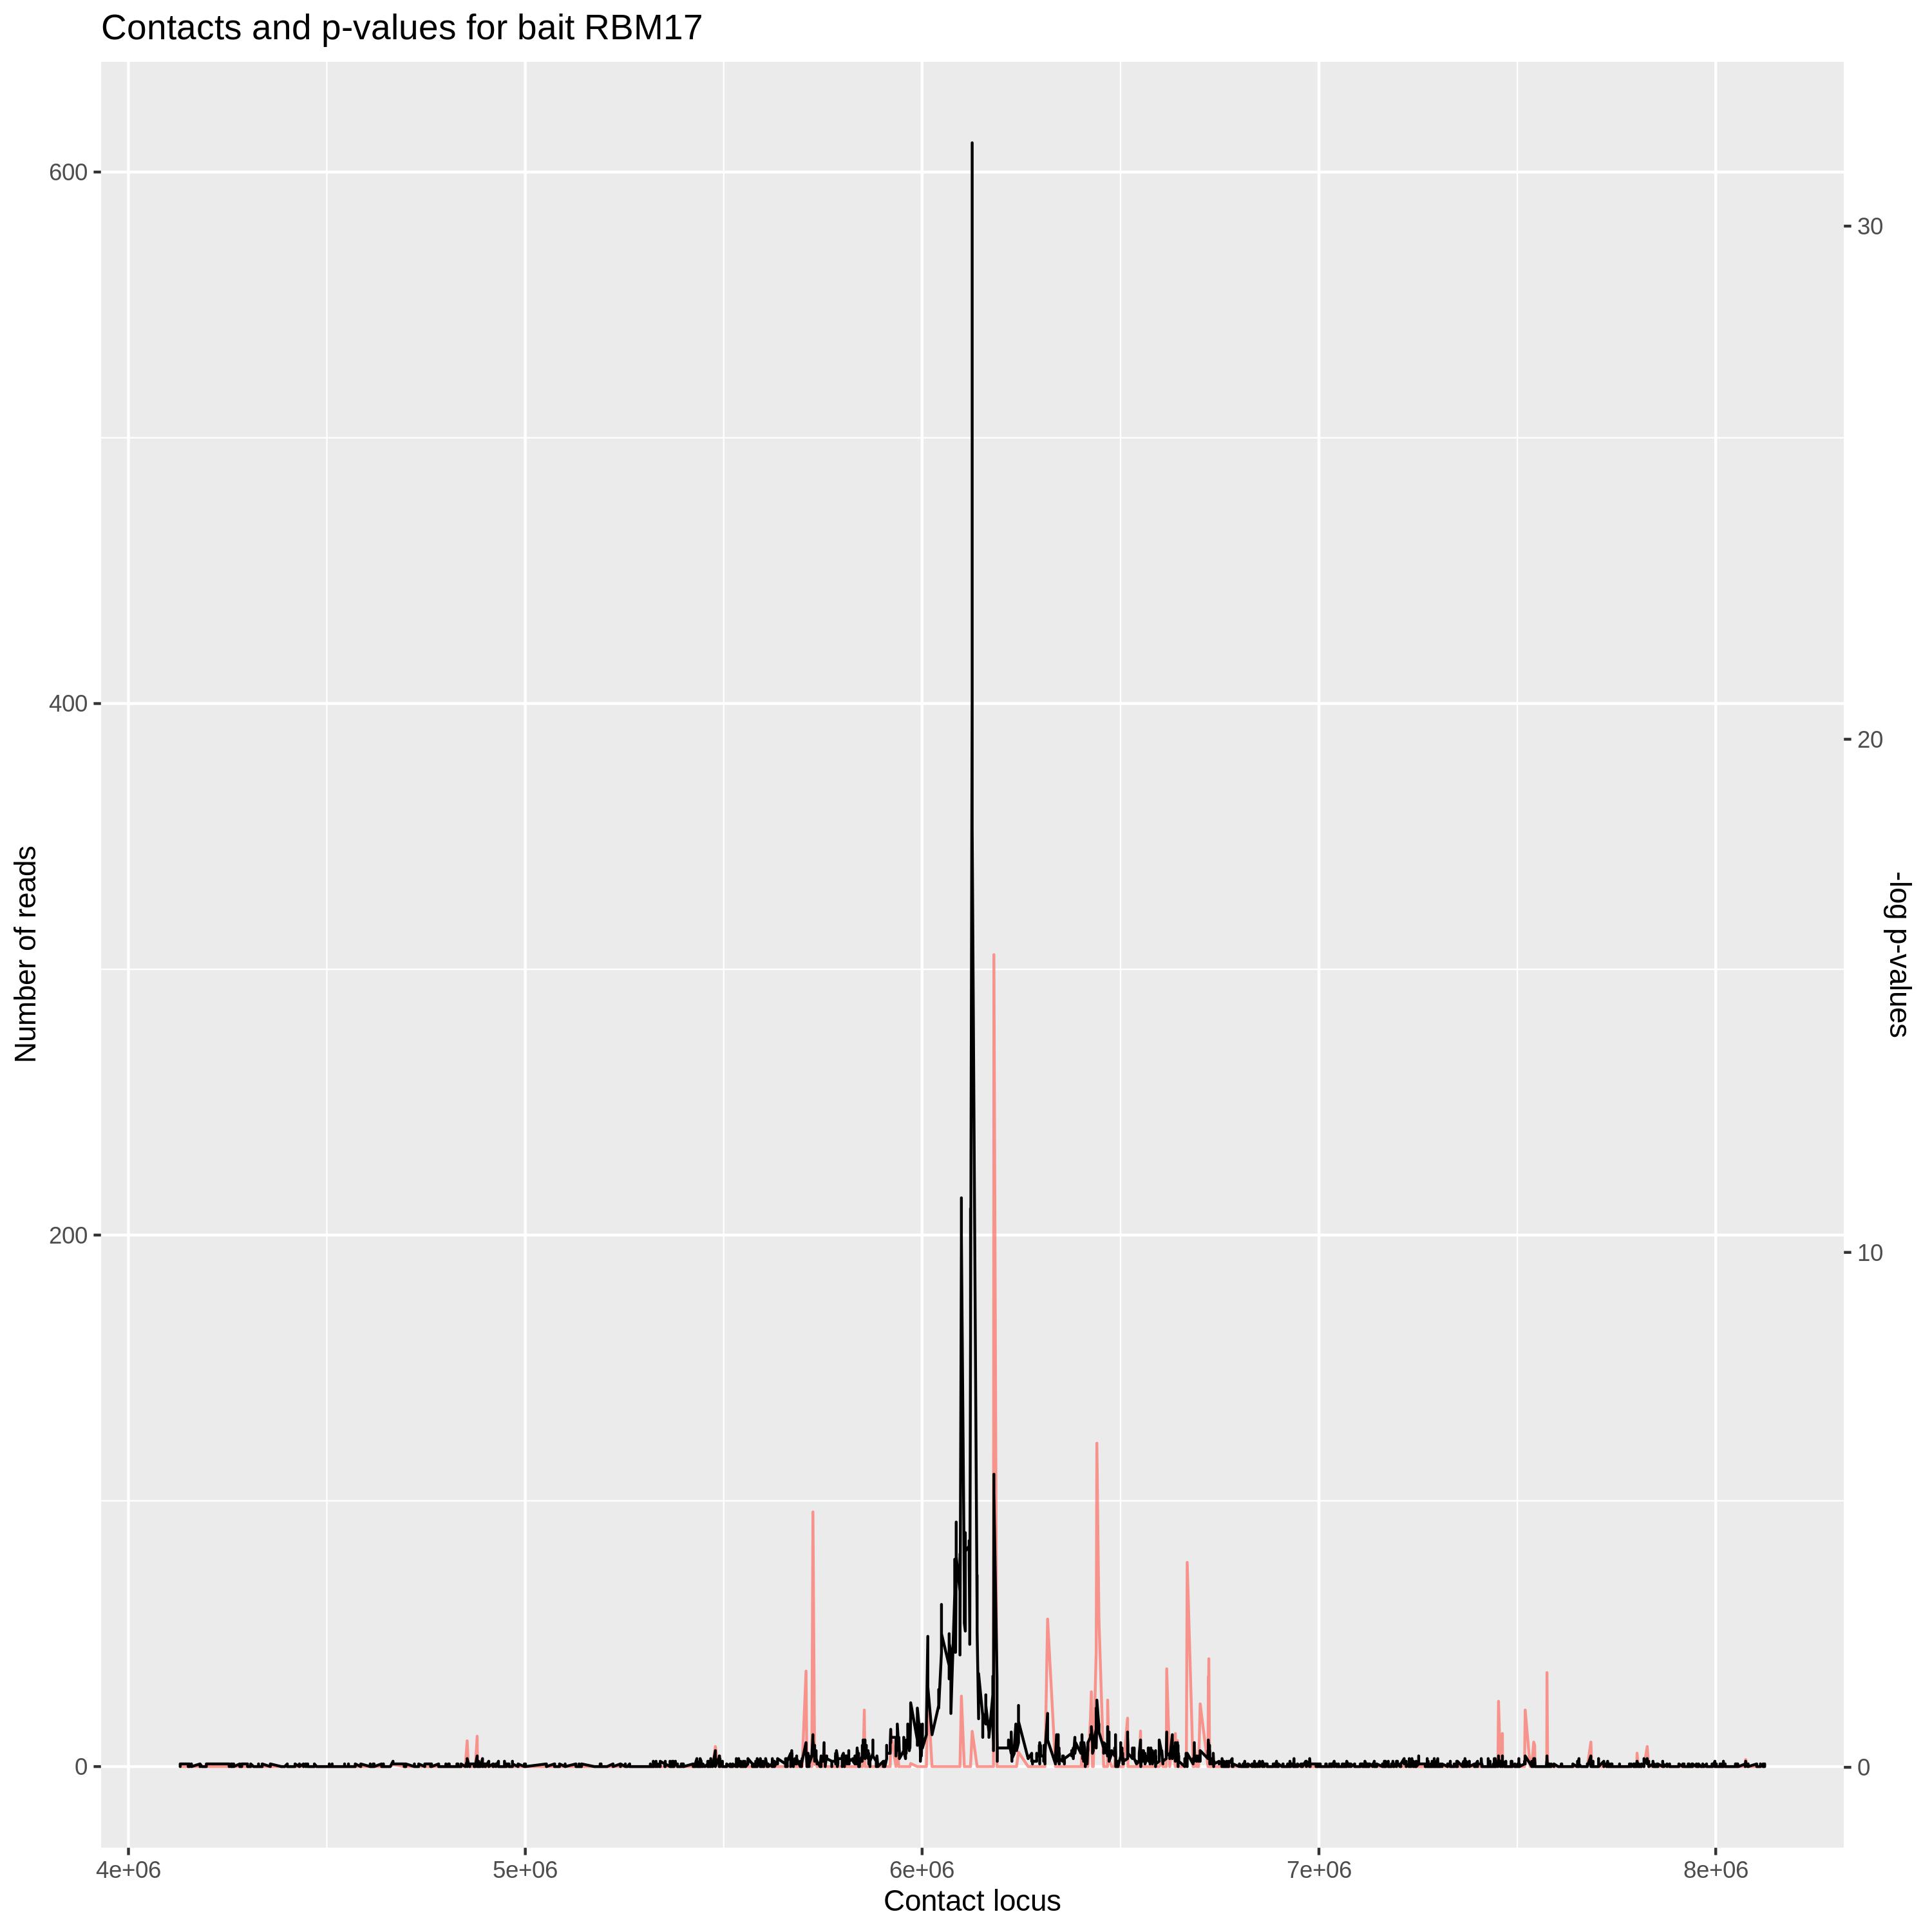 Contacts and p-values for bait RBM17
600
400
200
0
30
20
10
0
Number of reads
-log p-values
4e+06
5e+06
6e+06
7e+06
8e+06
Contact locus